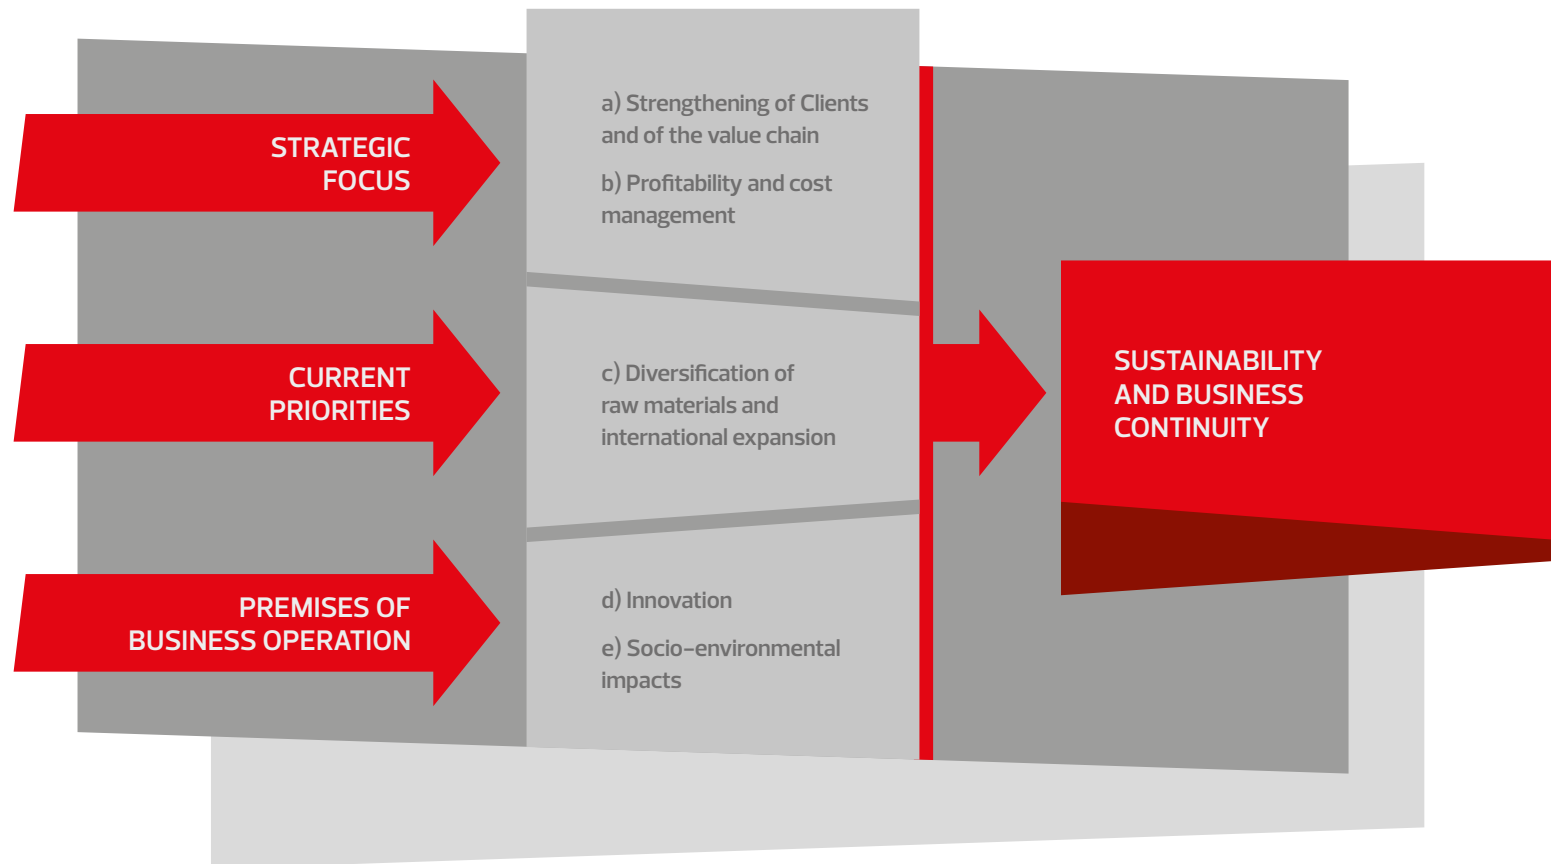 STRATEGIC
FOCUS
a) Strengthening of Clients
and of the value chain
b) Profitability and cost
management
CURRENT
PRIORITIES
c) Diversification of
raw materials and
international expansion
PREMISES OF
BUSINESS OPERATION
d) Innovation
e) Socio-environmental
impacts
SUSTAINABILITY
AND BUSINESS
CONTINUITY